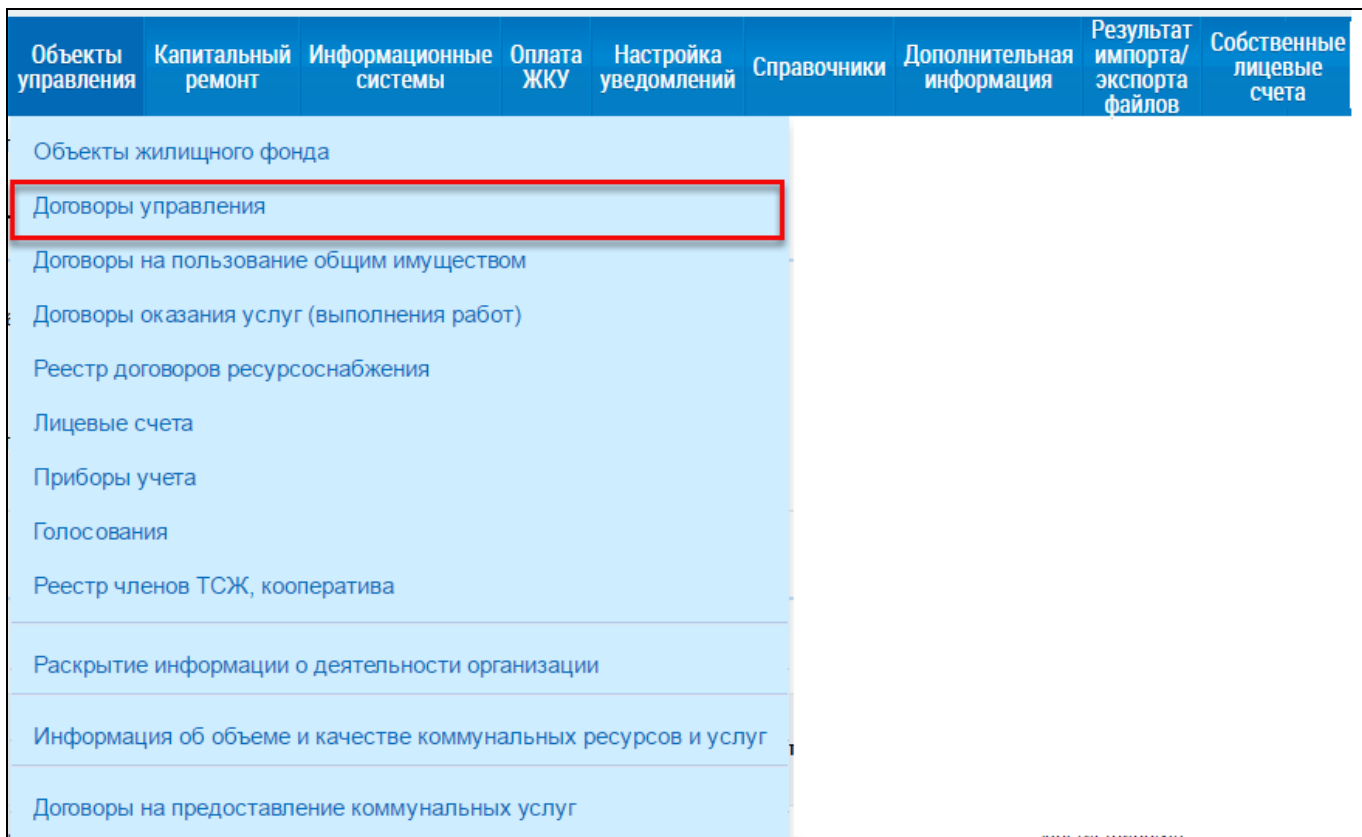 Объекты управления
Капитальный ремонт
Информационные системы
Оплата ЖКУ
Настройка уведомлений
Справочники
Дополнительная информация
Результат импорта/ экспорта файлов
Собственные лицевые счета
Объекты жилищного фонда
Договоры управления
Договоры на пользование общим имуществом
Договоры оказания услуг (выполнения работ)
Реестр договоров ресурсоснабжения
Лицевые счета
Приборы учета
Голосования
Реестр членов ТСЖ, кооператива
Раскрытие информации о деятельности организации
Информация об объеме и качестве коммунальных ресурсов и услуг
Договоры на предоставление коммунальных услуг